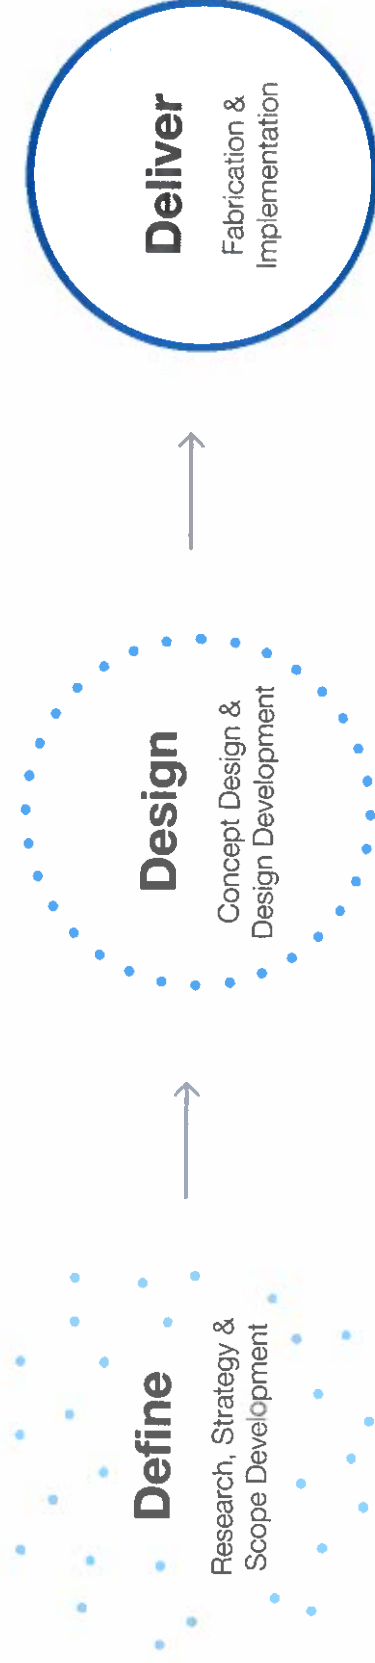 Define
Research, Strategy &
Scope Development
Design
Concept Design &
Design Development
Deliver
Fabrication &
Implementation